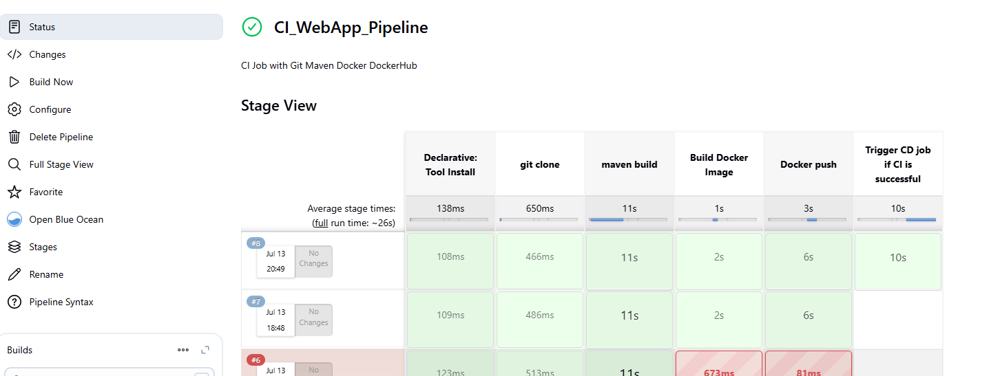 Status
Changes
Build Now
Configure
Delete Pipeline
Full Stage View
Favorite
Open Blue Ocean
Stages
Rename
Pipeline Syntax
Builds
CI_WebApp_Pipeline
CI Job with Git Maven Docker DockerHub
Stage View
Declarative:
Tool Install
git clone
maven build
Build Docker
Image
Docker push
Trigger CD job
if CI is
successful
Average stage times:
(full run time: ~26s)
138ms
650ms
11s
1s
3s
10s
#8
Jul 13
20:49
No
Changes
108ms
466ms
11s
2s
6s
10s
#7
Jul 13
18:48
No
Changes
109ms
486ms
11s
2s
6s
#6
Jul 13
No
123ms
513ms
11s
673ms
81ms